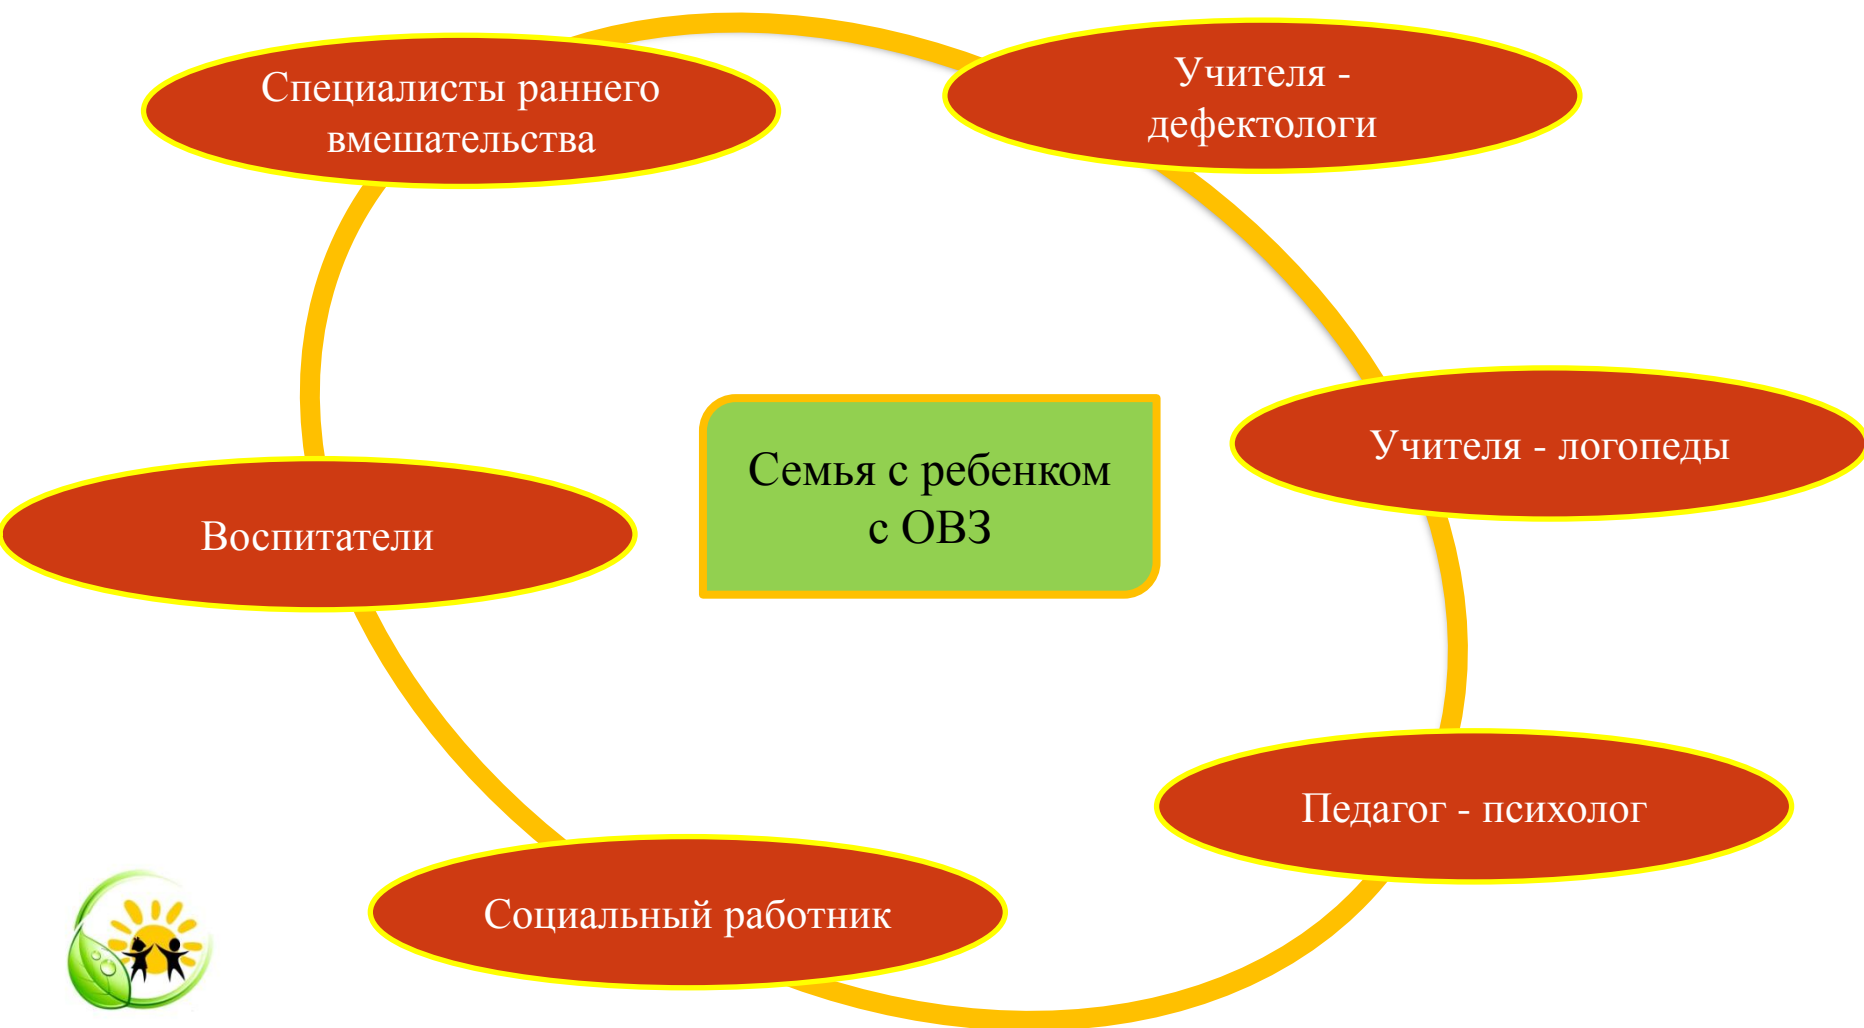 Специалисты раннего
вмешательства
Учителя -
дефектологи
Учителя - логопеды
Семья с ребенком
с ОВЗ
Воспитатели
Педагог - психолог
Социальный работник